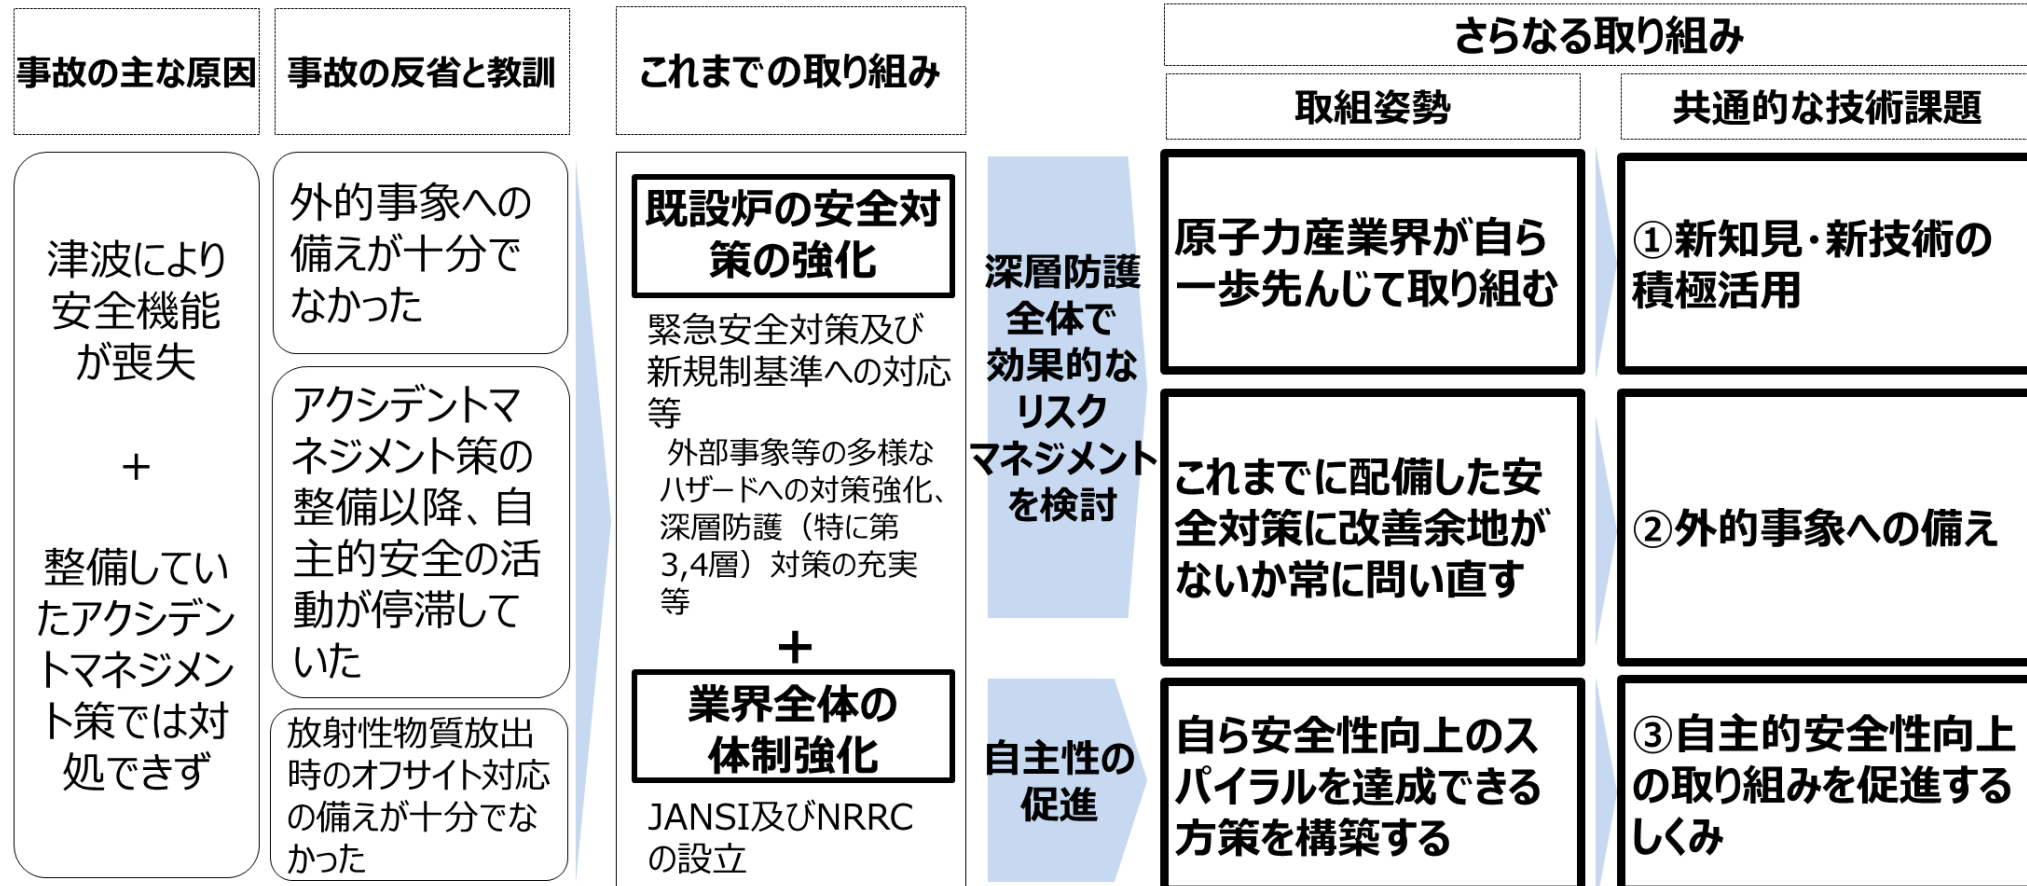 事故の主な原因
事故の反省と教訓
これまでの取り組み
さらなる取り組み
取組姿勢
共通的な技術課題
津波により
安全機能
が喪失
+
整備してい
たアクシデン
トマネジメン
ト策では対
処できず
外的事象への
備えが十分で
なかった
アクシデントマ
ネジメント策の
整備以降、自
主的安全の活
動が停滞して
いた
放射性物質放出
時のオフサイト対応
の備えが十分でな
かった
既設炉の安全対
策の強化
緊急安全対策及び
新規制基準への対応
等
外部事象等の多様な
ハザードへの対策強化、
深層防護（特に第
3,4層）対策の充実
等
+
業界全体の
体制強化
JANSI及びNRRC
の設立
深層防護
全体で
効果的な
リスク
マネジメント
を検討
自主性の
促進
原子力産業界が自ら
一歩先んじて取り組む
これまでに配備した安
全対策に改善余地が
ないか常に問い直す
自ら安全性向上のス
パイラルを達成できる
方策を構築する
①新知見・新技術の
積極活用
②外的事象への備え
③自主的安全性向上
の取り組みを促進する
しくみ